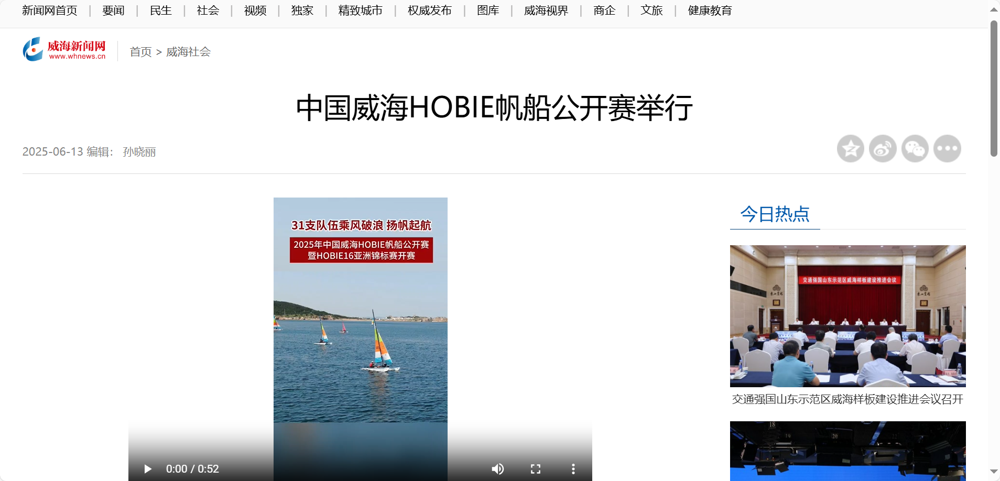 新闻网首页 | 要闻 | 民生 | 社会 | 视频 | 独家 | 精致城市 | 权威发布 | 图库 | 威海视界 | 商企 | 文旅 | 健康教育
威海新闻网
www.whnews.cn
首页 > 威海社会
中国威海HOBIE帆船公开赛举行
2025-06-13 编辑： 孙晓丽
31支队伍乘风破浪 扬帆起航
2025年中国威海HOBIE帆船公开赛
暨HOBIE16亚洲锦标赛开赛
0:00 / 0:52
今日热点
交通强国山东示范区威海样板建设推进会议
交通强国山东示范区威海样板建设推进会议召开
18
19
20